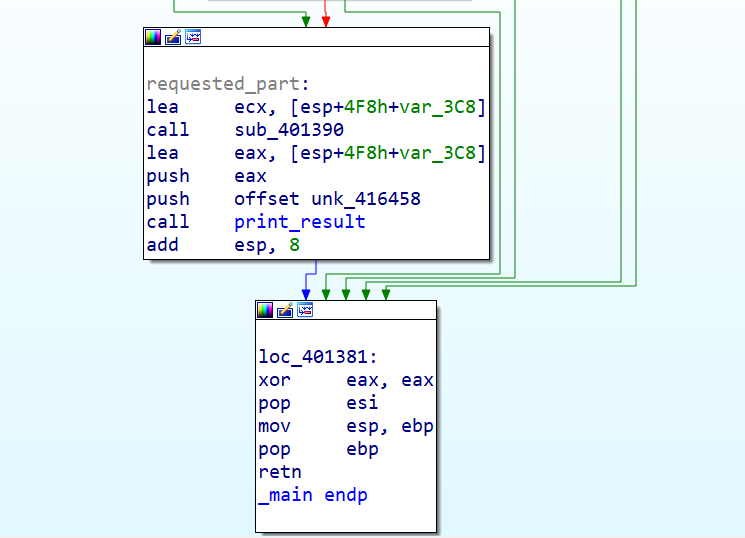 requested_part:
lea ecx, [esp+4F8h+var_3C8]
call sub_401390
lea eax, [esp+4F8h+var_3C8]
push eax
push offset unk_416458
call print_result
add esp, 8
loc_401381:
xor eax, eax
pop esi
mov esp, ebp
pop ebp
retn
_main endp